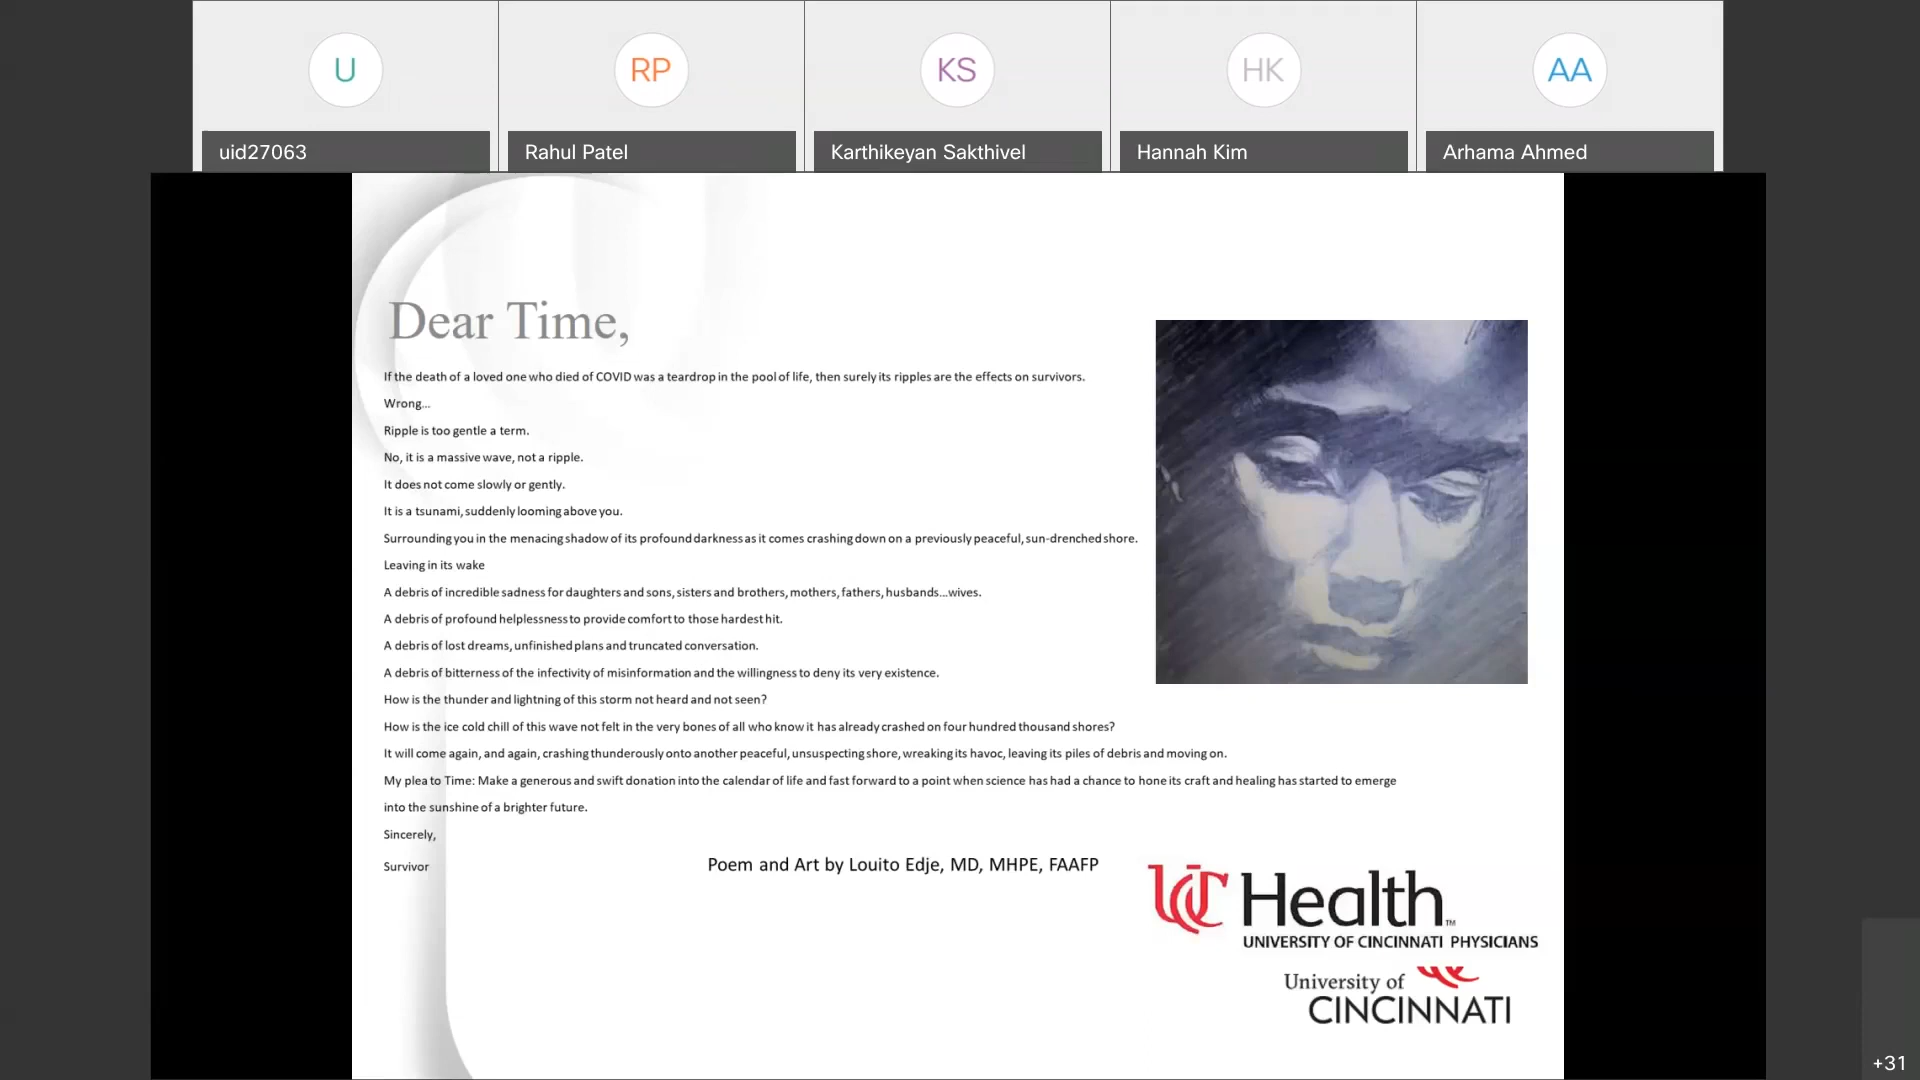 U
RP
KS
HK
AA
uid27063
Rahul Patel
Karthikeyan Sakthivel
Hannah Kim
Arhama Ahmed
Dear Time,
If the death of a loved one who died of COVID was a teardrop in the pool of life, then surely its ripples are the effects on survivors.
Wrong…
Ripple is too gentle a term.
No, it is a massive wave, not a ripple.
It does not come slowly or gently.
It is a tsunami, suddenly looming above you.
Surrounding you in the menacing shadow of its profound darkness as it comes crashing down on a previously peaceful, sun-drenched shore.
Leaving in its wake
A debris of incredible sadness for daughters and sons, sisters and brothers, mothers, fathers, husbands…wives.
A debris of profound helplessness to provide comfort to those hardest hit.
A debris of lost dreams, unfinished plans and truncated conversation.
A debris of bitterness of the infectivity of misinformation and the willingness to deny its very existence.
How is the thunder and lightning of this storm not heard and not seen?
How is the ice cold chill of this wave not felt in the very bones of all who know it has already crashed on four hundred thousand shores?
It will come again, and again, crashing thunderously onto another peaceful, unsuspecting shore, wreaking its havoc, leaving its piles of debris and moving on.
My plea to Time: Make a generous and swift donation into the calendar of life and fast forward to a point when science has had a chance to hone its craft and healing has started to emerge
into the sunshine of a brighter future.
Sincerely,
Survivor
Poem and Art by Louito Edje, MD, MHPE, FAAFP
UC Health™
UNIVERSITY OF CINCINNATI PHYSICIANS
University of
CINCINNATI
+31